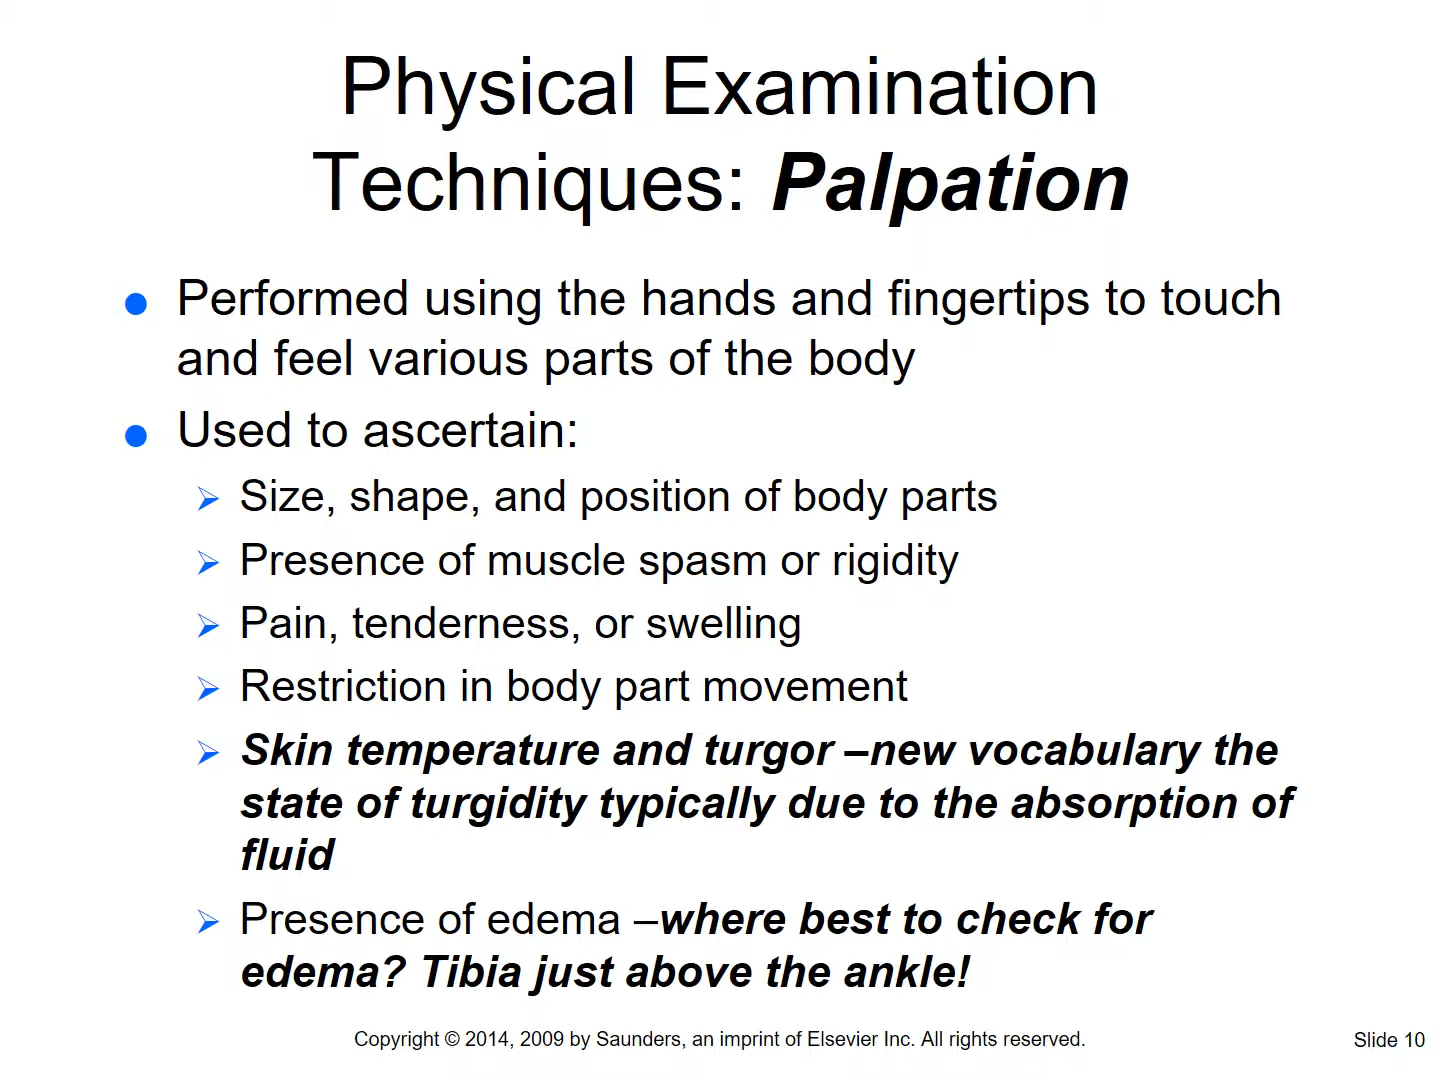 Physical Examination
Techniques: Palpation
Performed using the hands and fingertips to touch
and feel various parts of the body
Used to ascertain:
Size, shape, and position of body parts
Presence of muscle spasm or rigidity
Pain, tenderness, or swelling
Restriction in body part movement
Skin temperature and turgor –new vocabulary the
state of turgidity typically due to the absorption of
fluid
Presence of edema –where best to check for
edema? Tibia just above the ankle!
Copyright © 2014, 2009 by Saunders, an imprint of Elsevier Inc. All rights reserved.
Slide 10